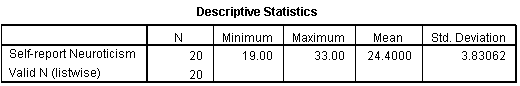 Descriptive Statistics
N Minimum Maximum Mean Std. Deviation
Self-report Neuroticism 20 19.00 33.00 24.4000 3.83062
Valid N (listwise) 20